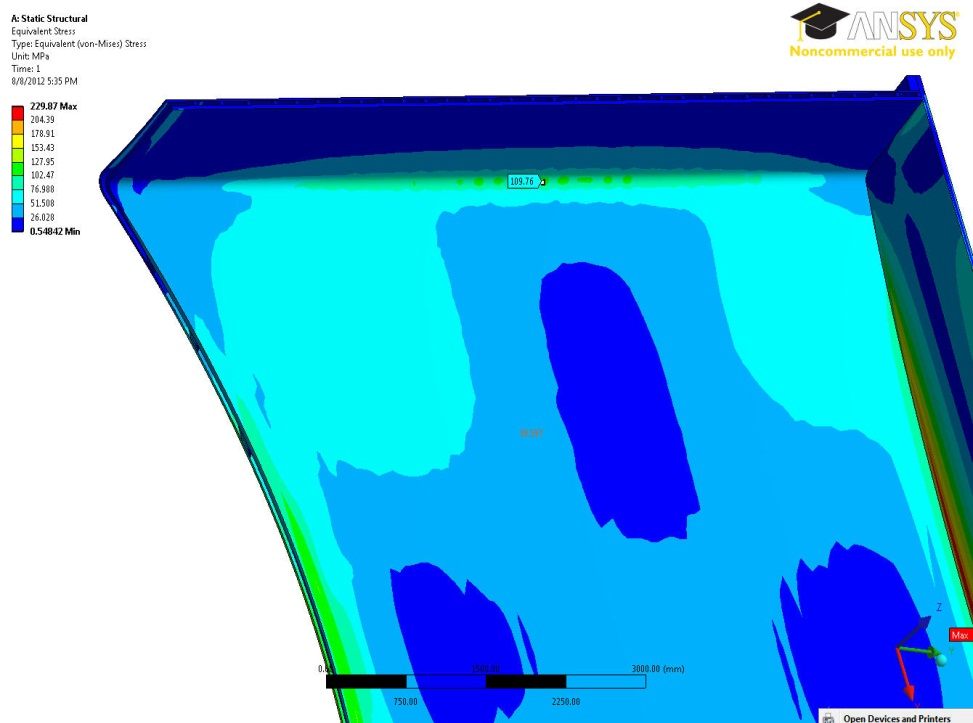 A: Static Structural
Equivalent Stress
Type: Equivalent (von-Mises) Stress
Unit: MPa
Time: 1
8/8/2012 5:35 PM
ANSYS
Noncommercial use only
229.87 Max
204.39
178.91
153.43
127.95
102.47
76.988
51.508
26.028
0.54842 Min
109.76
Z
Max
Y
X
1500.00
3000.00 (mm)
750.00
2250.00
Open Devices and Printers